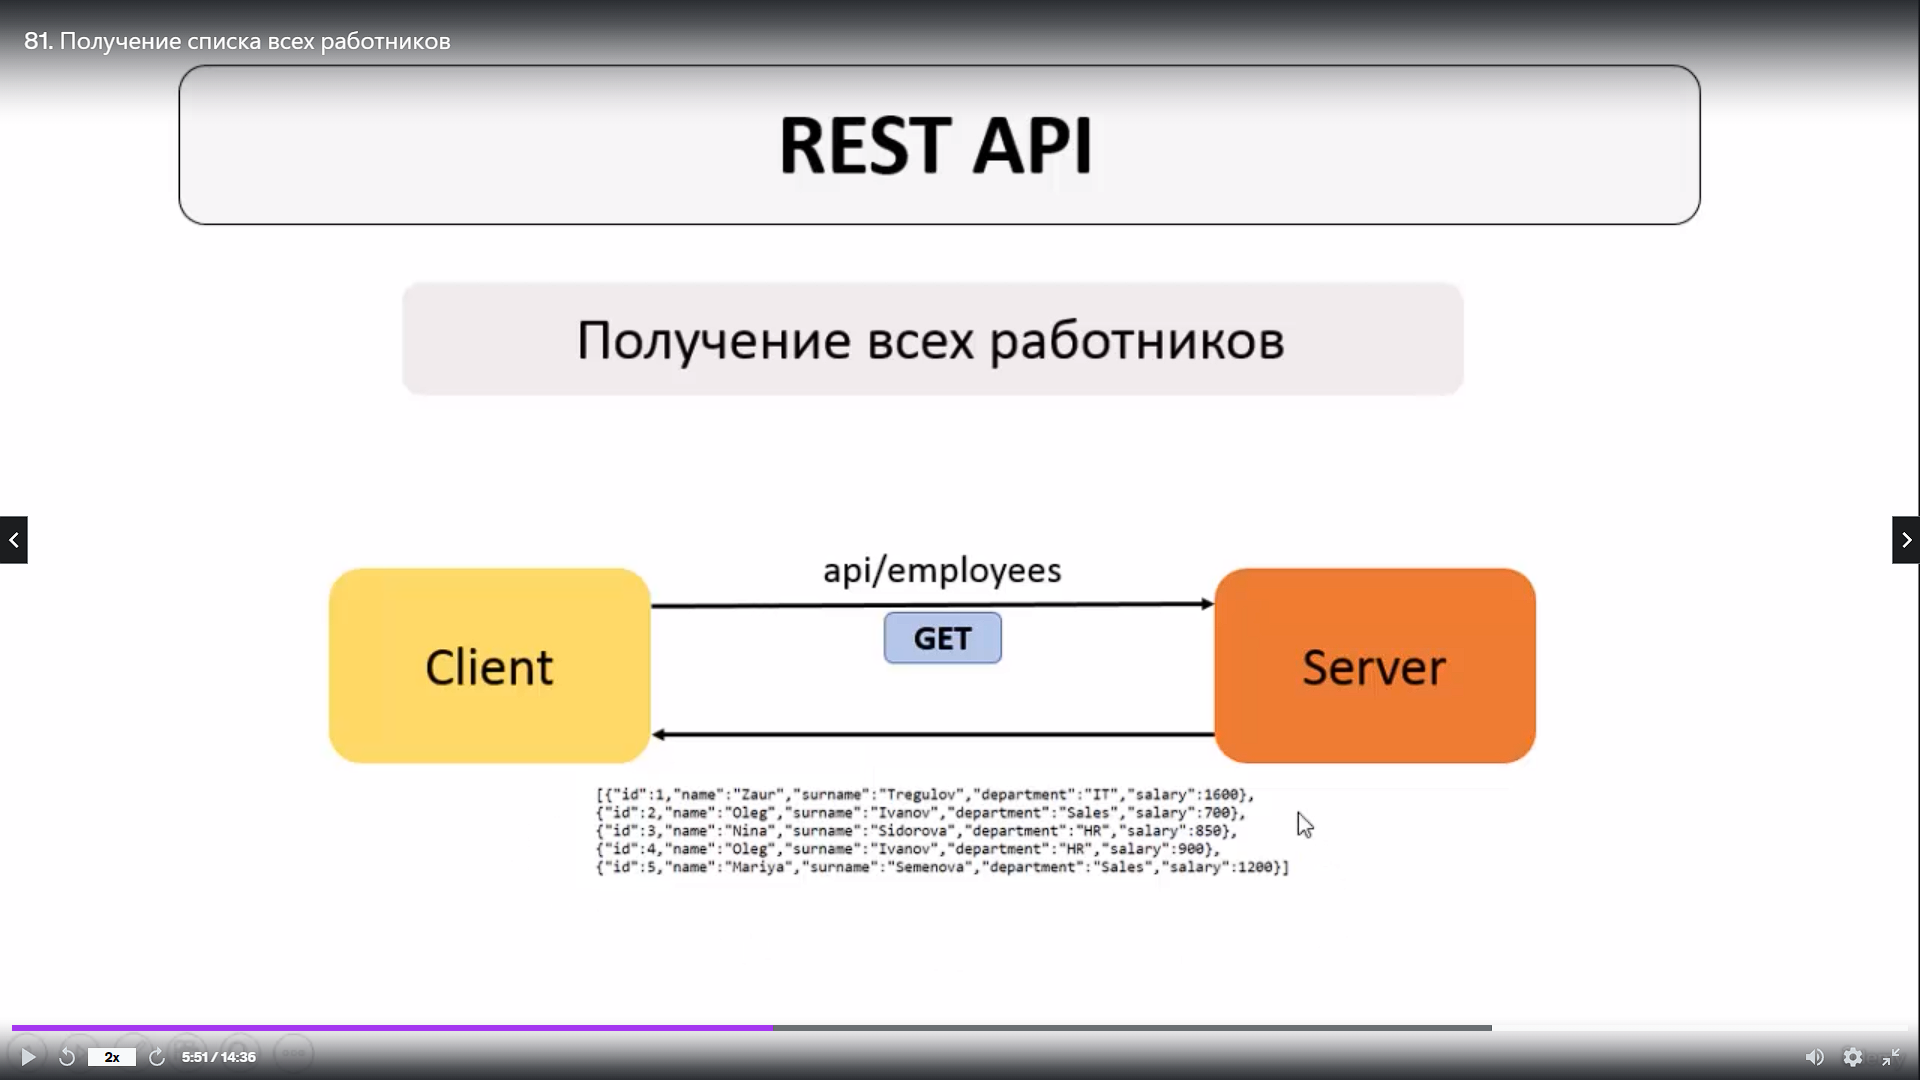 81. Получение списка всех работников
REST API
Получение всех работников
api/employees
GET
Client
Server
[{"id":1,"name":"Zaur","surname":"Tregulov","department":"IT","salary":1600},
{"id":2,"name":"Oleg","surname":"Ivanov","department":"Sales","salary":700},
{"id":3,"name":"Nina","surname":"Sidorova","department":"HR","salary":850},
{"id":4,"name":"Oleg","surname":"Ivanov","department":"HR","salary":900},
{"id":5,"name":"Mariya","surname":"Semenova","department":"Sales","salary":1200}]
2x
5:51 / 14:36